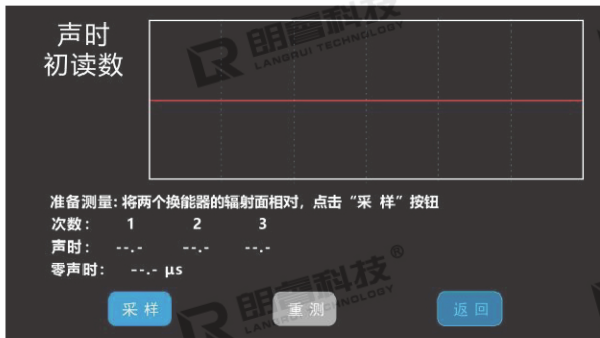 声时
初读数
朗睿科技
LANGRUI TECHNOLOGY
准备测量：将两个换能器的辐射面相对，点击“采 样”按钮
次数： 1 2 3
声时： --.- --.- --.-
零声时： --.- μs
朗睿科技®
LANGRUI TECHNOLOGY
采 样 重 测 返 回